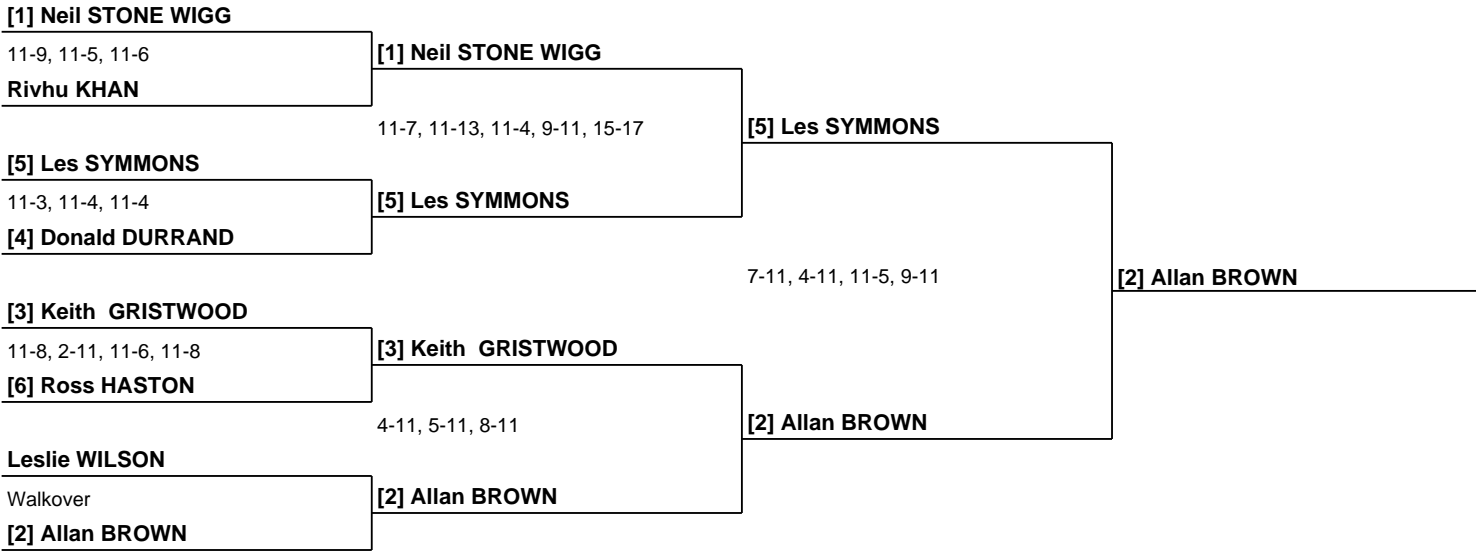 [1] Neil STONE WIGG
11-9, 11-5, 11-6
[1] Neil STONE WIGG
Rivhu KHAN
11-7, 11-13, 11-4, 9-11, 15-17
[5] Les SYMMONS
[5] Les SYMMONS
11-3, 11-4, 11-4
[5] Les SYMMONS
[4] Donald DURRAND
7-11, 4-11, 11-5, 9-11
[2] Allan BROWN
[3] Keith  GRISTWOOD
11-8, 2-11, 11-6, 11-8
[3] Keith  GRISTWOOD
[6] Ross HASTON
4-11, 5-11, 8-11
[2] Allan BROWN
Leslie WILSON
Walkover
[2] Allan BROWN
[2] Allan BROWN